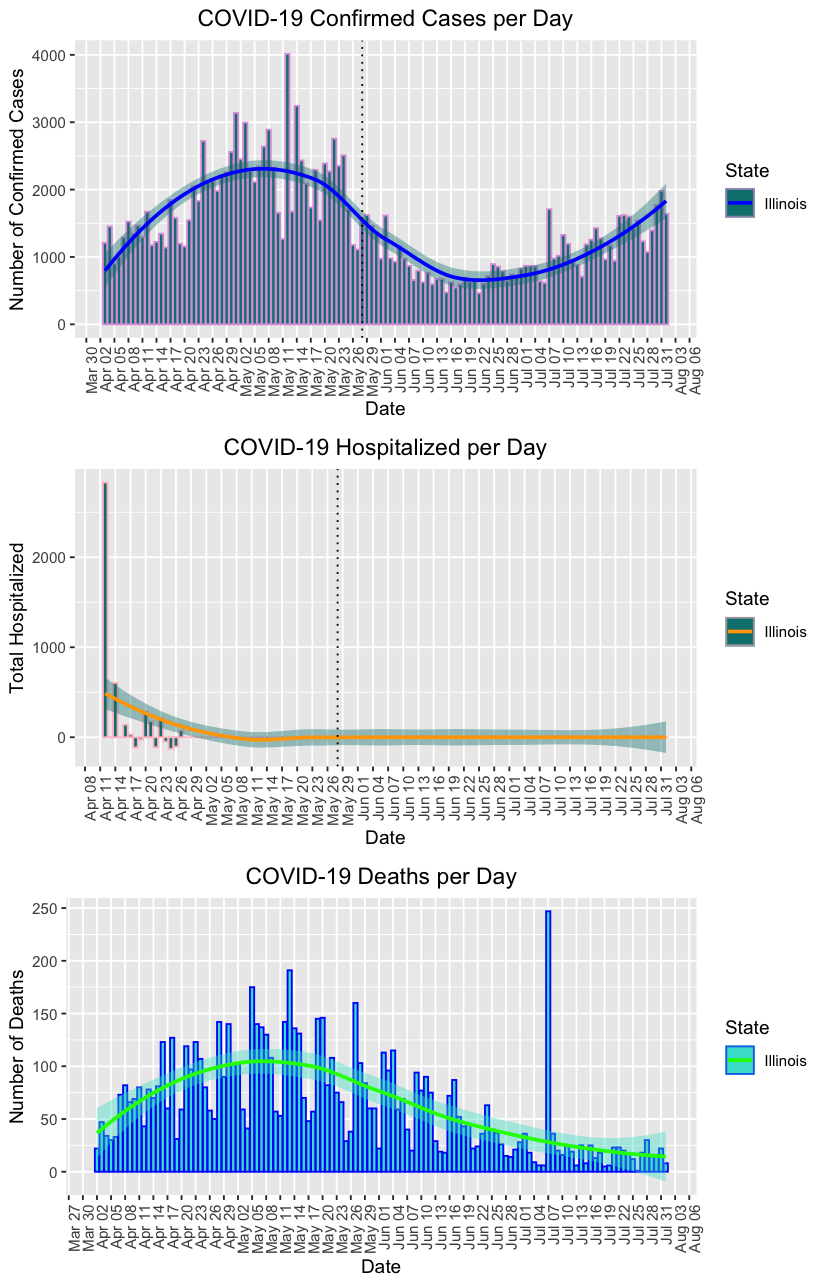 COVID-19 Confirmed Cases per Day
Number of Confirmed Cases
4000
3000
2000
1000
0
Mar 30 Apr 02 Apr 05 Apr 08 Apr 11 Apr 14 Apr 17 Apr 20 Apr 23 Apr 26 Apr 29 May 02 May 05 May 08 May 11 May 14 May 17 May 20 May 23 May 26 May 29 Jun 01 Jun 04 Jun 07 Jun 10 Jun 13 Jun 16 Jun 19 Jun 22 Jun 25 Jun 28 Jul 01 Jul 04 Jul 07 Jul 10 Jul 13 Jul 16 Jul 19 Jul 22 Jul 25 Jul 28 Jul 31 Aug 03 Aug 06
Date
State
Illinois
COVID-19 Hospitalized per Day
Total Hospitalized
2000
1000
0
Apr 08 Apr 11 Apr 14 Apr 17 Apr 20 Apr 23 Apr 26 Apr 29 May 02 May 05 May 08 May 11 May 14 May 17 May 20 May 23 May 26 May 29 Jun 01 Jun 04 Jun 07 Jun 10 Jun 13 Jun 16 Jun 19 Jun 22 Jun 25 Jun 28 Jul 01 Jul 04 Jul 07 Jul 10 Jul 13 Jul 16 Jul 19 Jul 22 Jul 25 Jul 28 Jul 31 Aug 03 Aug 06
Date
State
Illinois
COVID-19 Deaths per Day
Number of Deaths
250
200
150
100
50
0
Mar 27 Mar 30 Apr 02 Apr 05 Apr 08 Apr 11 Apr 14 Apr 17 Apr 20 Apr 23 Apr 26 Apr 29 May 02 May 05 May 08 May 11 May 14 May 17 May 20 May 23 May 26 May 29 Jun 01 Jun 04 Jun 07 Jun 10 Jun 13 Jun 16 Jun 19 Jun 22 Jun 25 Jun 28 Jul 01 Jul 04 Jul 07 Jul 10 Jul 13 Jul 16 Jul 19 Jul 22 Jul 25 Jul 28 Jul 31 Aug 03 Aug 06
Date
State
Illinois